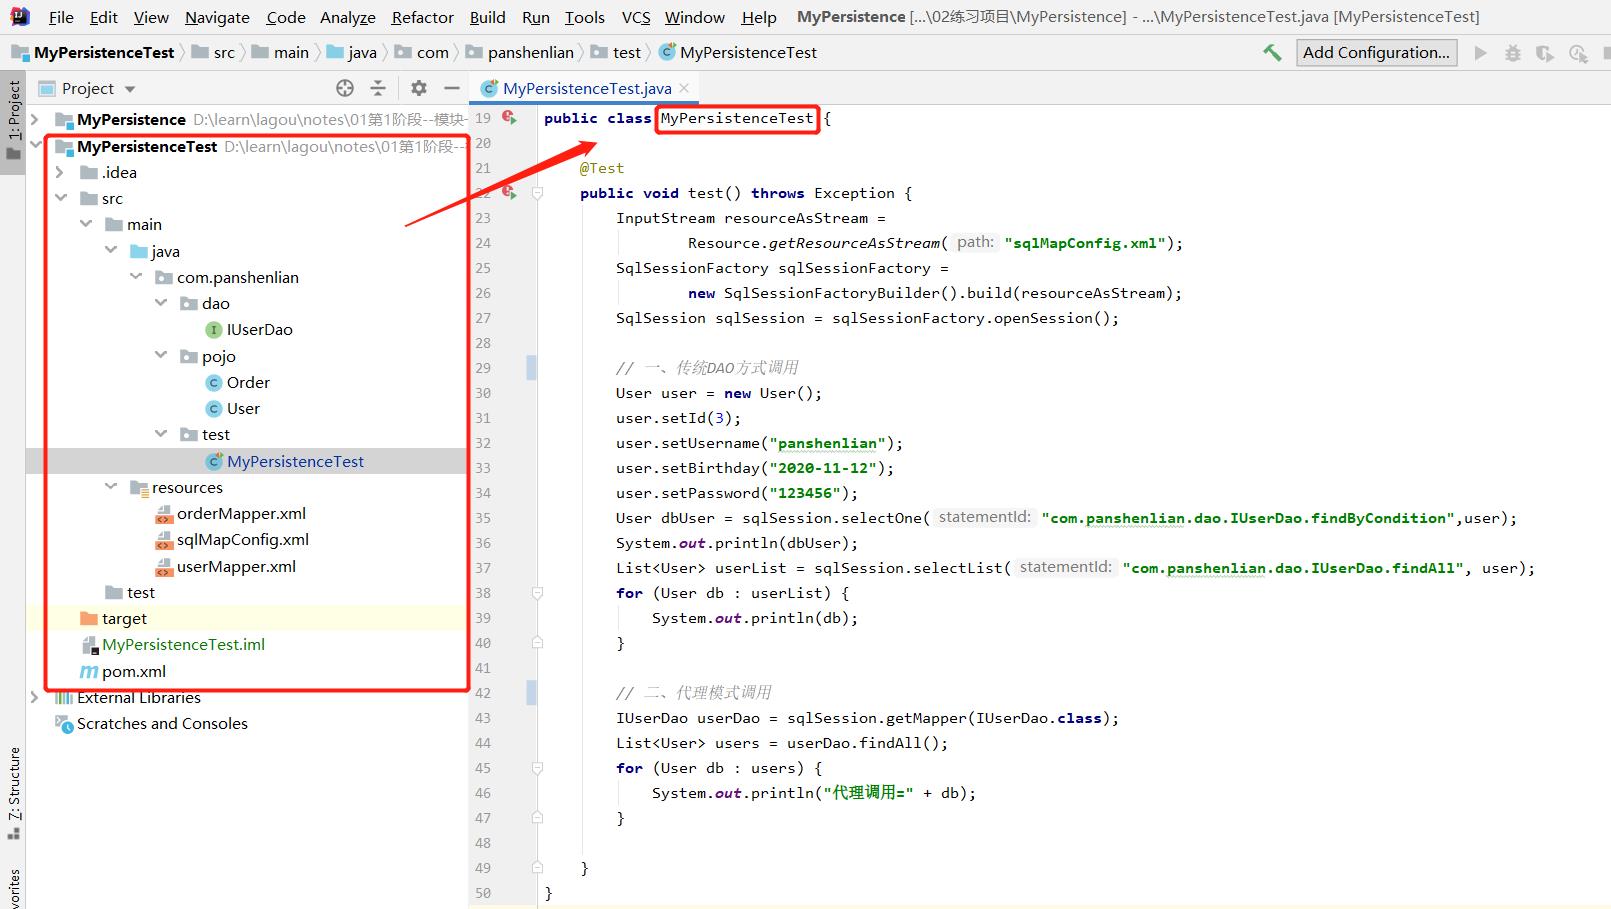 File Edit View Navigate Code Analyze Refactor Build Run Tools VCS Window Help MyPersistence [...\02练习项目\MyPersistence] - ...\MyPersistenceTest.java [MyPersistenceTest]
MyPersistenceTest src main java com panshenlian test MyPersistenceTest Add Configuration...
1: Project
Project
MyPersistence D:\learn\lagou\notes\01第1阶段--模块-
MyPersistenceTest D:\learn\lagou\notes\01第1阶段--
.idea
src
main
java
com.panshenlian
dao
IUserDao
pojo
Order
User
test
MyPersistenceTest
resources
orderMapper.xml
sqlMapConfig.xml
userMapper.xml
test
target
MyPersistenceTest.iml
pom.xml
External Libraries
Scratches and Consoles
7: Structure
vorites
MyPersistenceTest.java
19 public class MyPersistenceTest {
20
21 @Test
22 public void test() throws Exception {
23 InputStream resourceAsStream =
24 Resource.getResourceAsStream( path: "sqlMapConfig.xml");
25 SqlSessionFactory sqlSessionFactory =
26 new SqlSessionFactoryBuilder().build(resourceAsStream);
27 SqlSession sqlSession = sqlSessionFactory.openSession();
28
29 // 一、传统DAO方式调用
30 User user = new User();
31 user.setId(3);
32 user.setUsername("panshenlian");
33 user.setBirthday("2020-11-12");
34 user.setPassword("123456");
35 User dbUser = sqlSession.selectOne( statementId: "com.panshenlian.dao.IUserDao.findByCondition",user);
36 System.out.println(dbUser);
37 List<User> userList = sqlSession.selectList( statementId: "com.panshenlian.dao.IUserDao.findAll", user);
38 for (User db : userList) {
39 System.out.println(db);
40 }
41
42 // 二、代理模式调用
43 IUserDao userDao = sqlSession.getMapper(IUserDao.class);
44 List<User> users = userDao.findAll();
45 for (User db : users) {
46 System.out.println("代理调用=" + db);
47 }
48
49 }
50 }